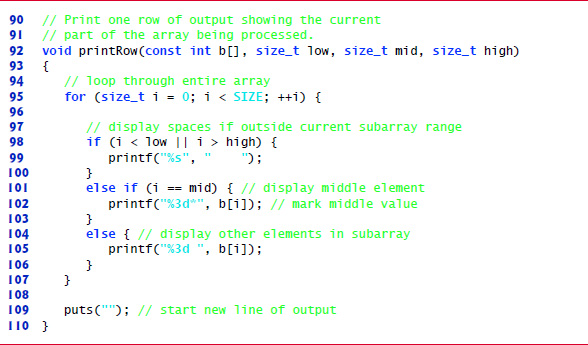 90 // Print one row of output showing the current
91 // part of the array being processed.
92 void printRow(const int b[], size_t low, size_t mid, size_t high)
93 {
94    // loop through entire array
95    for (size_t i = 0; i < SIZE; ++i) {
96
97       // display spaces if outside current subarray range
98       if (i < low || i > high) {
99          printf("%s", "    ");
100       }
101       else if (i == mid) { // display middle element
102          printf("%3d*", b[i]); // mark middle value
103       }
104       else { // display other elements in subarray
105          printf("%3d ", b[i]);
106       }
107    }
108
109    puts(""); // start new line of output
110 }